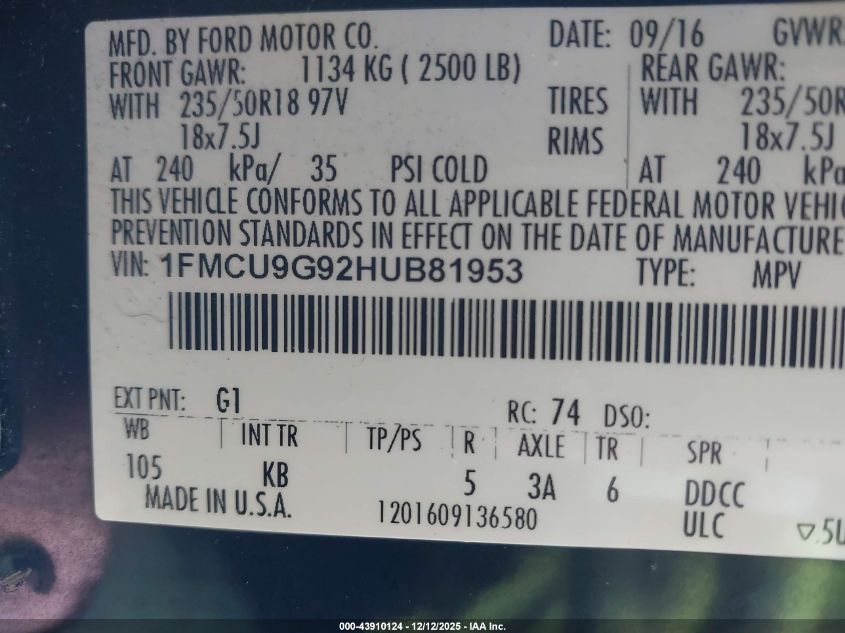 MFD. BY FORD MOTOR CO. DATE: 09/16 GVWR
FRONT GAWR: 1134 KG ( 2500 LB) REAR GAWR:
WITH 235/50R18 97V TIRES WITH 235/50R
18x7.5J RIMS 18x7.5J
AT 240 kPa/ 35 PSI COLD AT 240 kPa
THIS VEHICLE CONFORMS TO ALL APPLICABLE FEDERAL MOTOR VEHIC
PREVENTION STANDARDS IN EFFECT ON THE DATE OF MANUFACTURE
VIN: 1FMCU9G92HUB81953 TYPE: MPV
EXT PNT: G1 RC: 74 DSO:
WB INT TR TP/PS R AXLE TR SPR
105 KB 5 3A 6 DDCC
MADE IN U.S.A. 1201609136580 ULC ▽5U
000-43910124 - 12/12/2025 - IAA Inc.